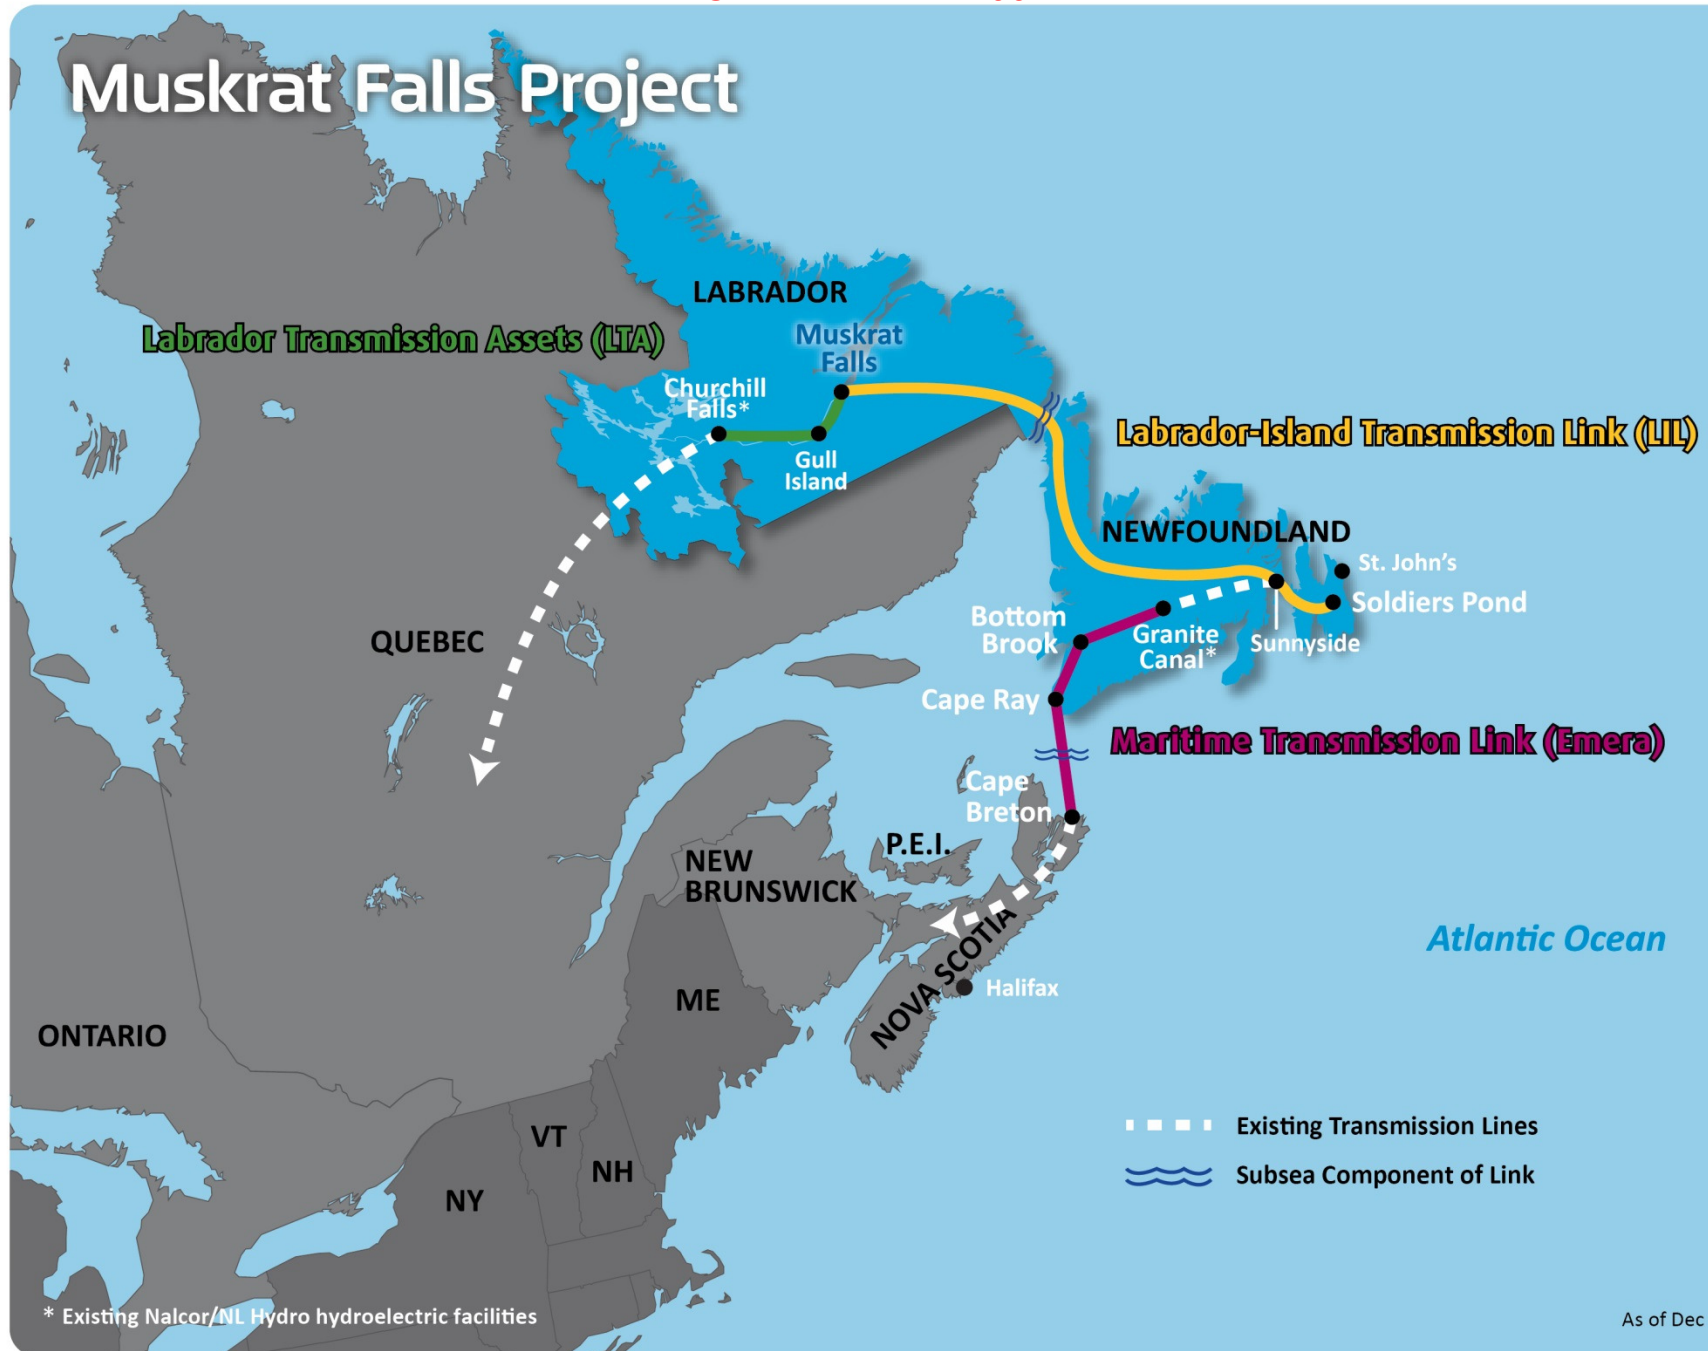 Muskrat Falls Project
LABRADOR
Labrador Transmission Assets (LTA)
Muskrat
Falls
Churchill
Falls*
Gull
Island
Labrador-Island Transmission Link (LIL)
NEWFOUNDLAND
St. John's
Soldiers Pond
Bottom
Brook
Granite
Canal*
Sunnyside
QUEBEC
Cape Ray
Maritime Transmission Link (Emera)
Cape
Breton
P.E.I.
NEW
BRUNSWICK
NOVA SCOTIA
Atlantic Ocean
Halifax
ME
ONTARIO
VT
NH
NY
Existing Transmission Lines
Subsea Component of Link
* Existing Nalcor/NL Hydro hydroelectric facilities
As of Dec